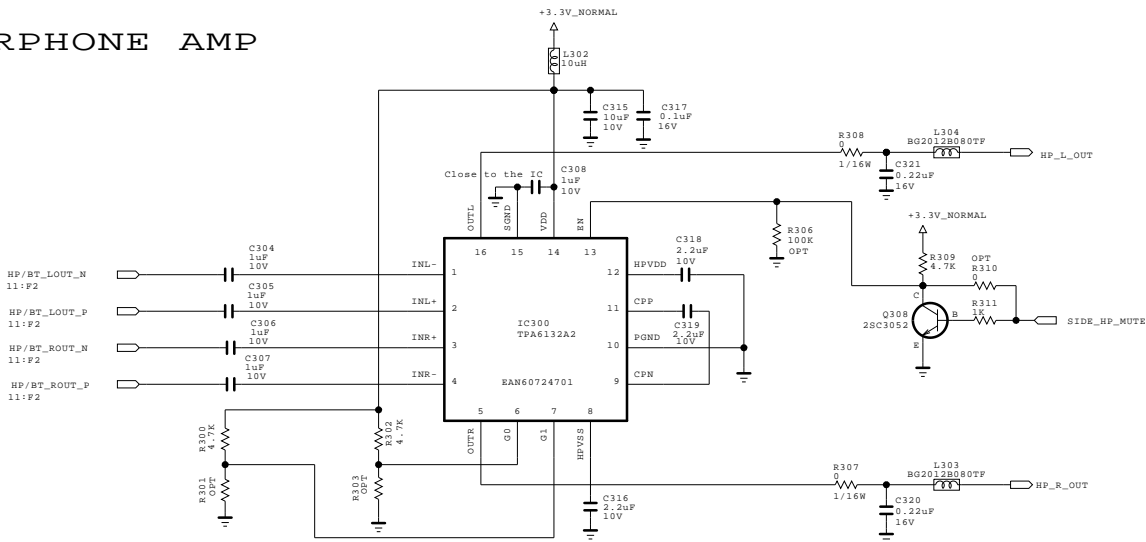 RPHONE AMP
+3.3V_NORMAL
L302
10uH
C315
10uF
10V
C317
0.1uF
16V
Close to the IC
C308
1uF
10V
R308
0
1/16W
L304
BG2012B080TF
HP_L_OUT
C321
0.22uF
16V
OUTL
SGND
VDD
EN
16
15
14
13
R306
100K
OPT
+3.3V_NORMAL
R309
4.7K
OPT
R310
0
R311
1K
Q308
2SC3052
C
B
E
SIDE_HP_MUTE
HP/BT_LOUT_N
11:F2
C304
1uF
10V
INL-
1
HP/BT_LOUT_P
11:F2
C305
1uF
10V
INL+
2
HP/BT_ROUT_N
11:F2
C306
1uF
10V
INR+
3
HP/BT_ROUT_P
11:F2
C307
1uF
10V
INR-
4
IC300
TPA6132A2
EAN60724701
12
HPVDD
C318
2.2uF
10V
11
CPP
C319
2.2uF
10V
10
PGND
9
CPN
5
6
7
8
OUTR
G0
G1
HPVSS
R300
4.7K
R301
OPT
R302
4.7K
R303
OPT
C316
2.2uF
10V
R307
0
1/16W
L303
BG2012B080TF
HP_R_OUT
C320
0.22uF
16V